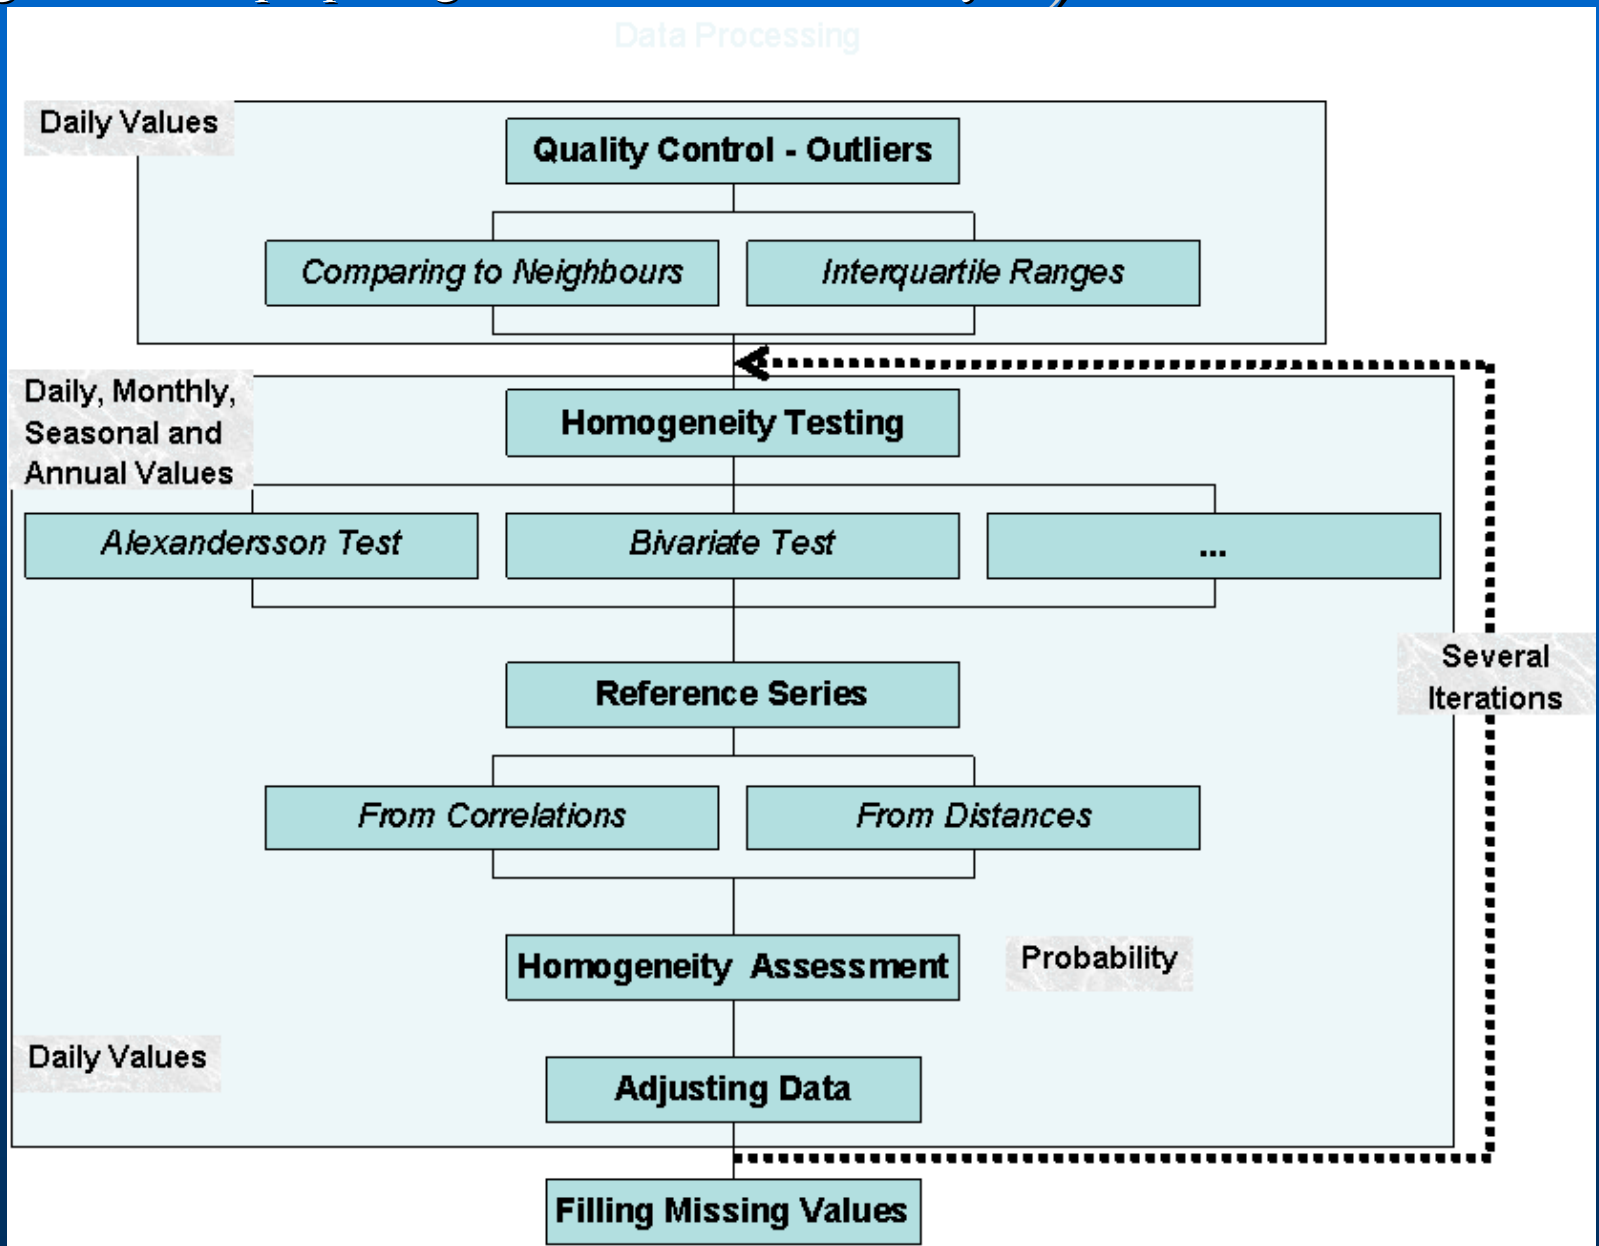 Data Processing
Daily Values
Quality Control - Outliers
Comparing to Neighbours
Interquartile Ranges
Daily, Monthly,
Seasonal and
Annual Values
Homogeneity Testing
Alexandersson Test
Bivariate Test
...
Reference Series
Several
Iterations
From Correlations
From Distances
Homogeneity Assessment
Probability
Daily Values
Adjusting Data
Filling Missing Values